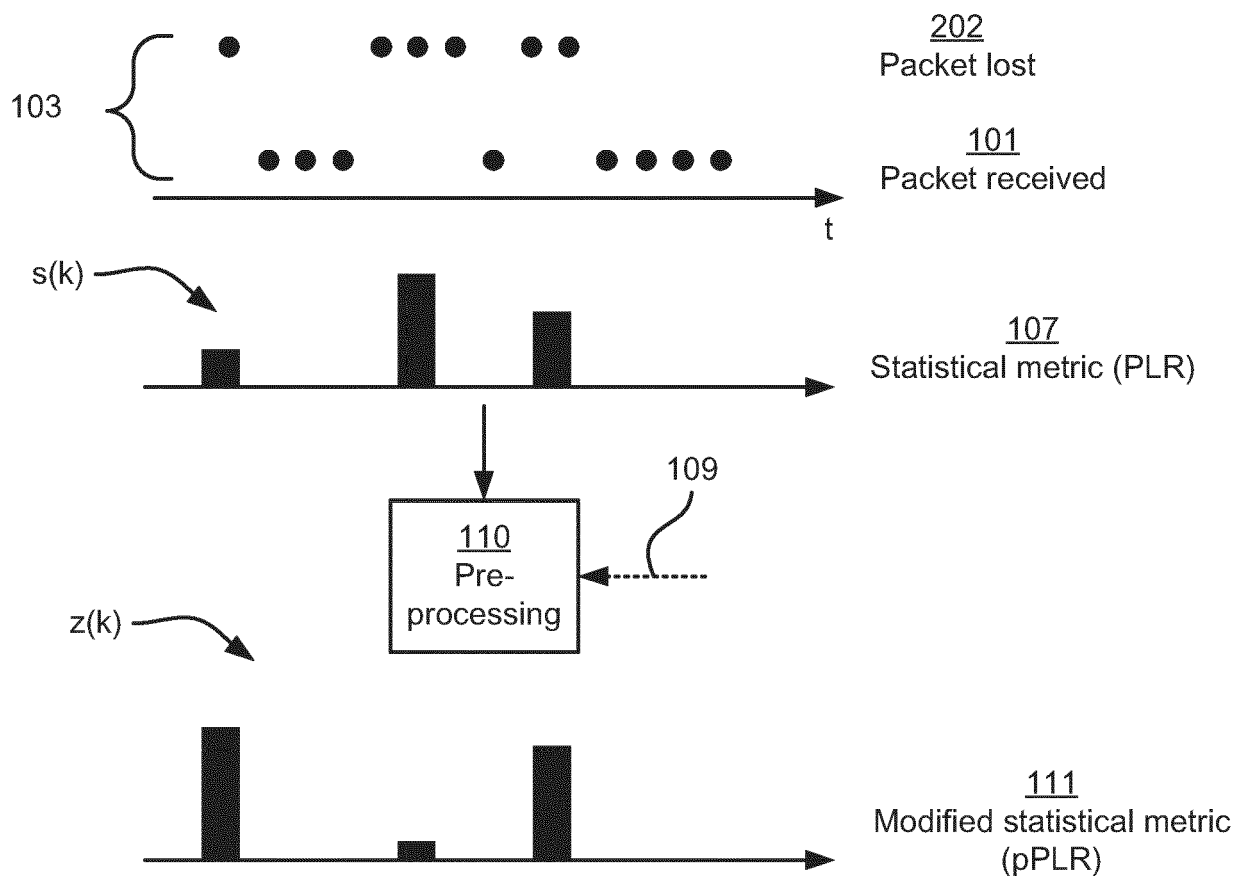 202
Packet lost
103
101
Packet received
t
s(k)
107
Statistical metric (PLR)
109
110
Pre-
processing
z(k)
111
Modified statistical metric
(pPLR)